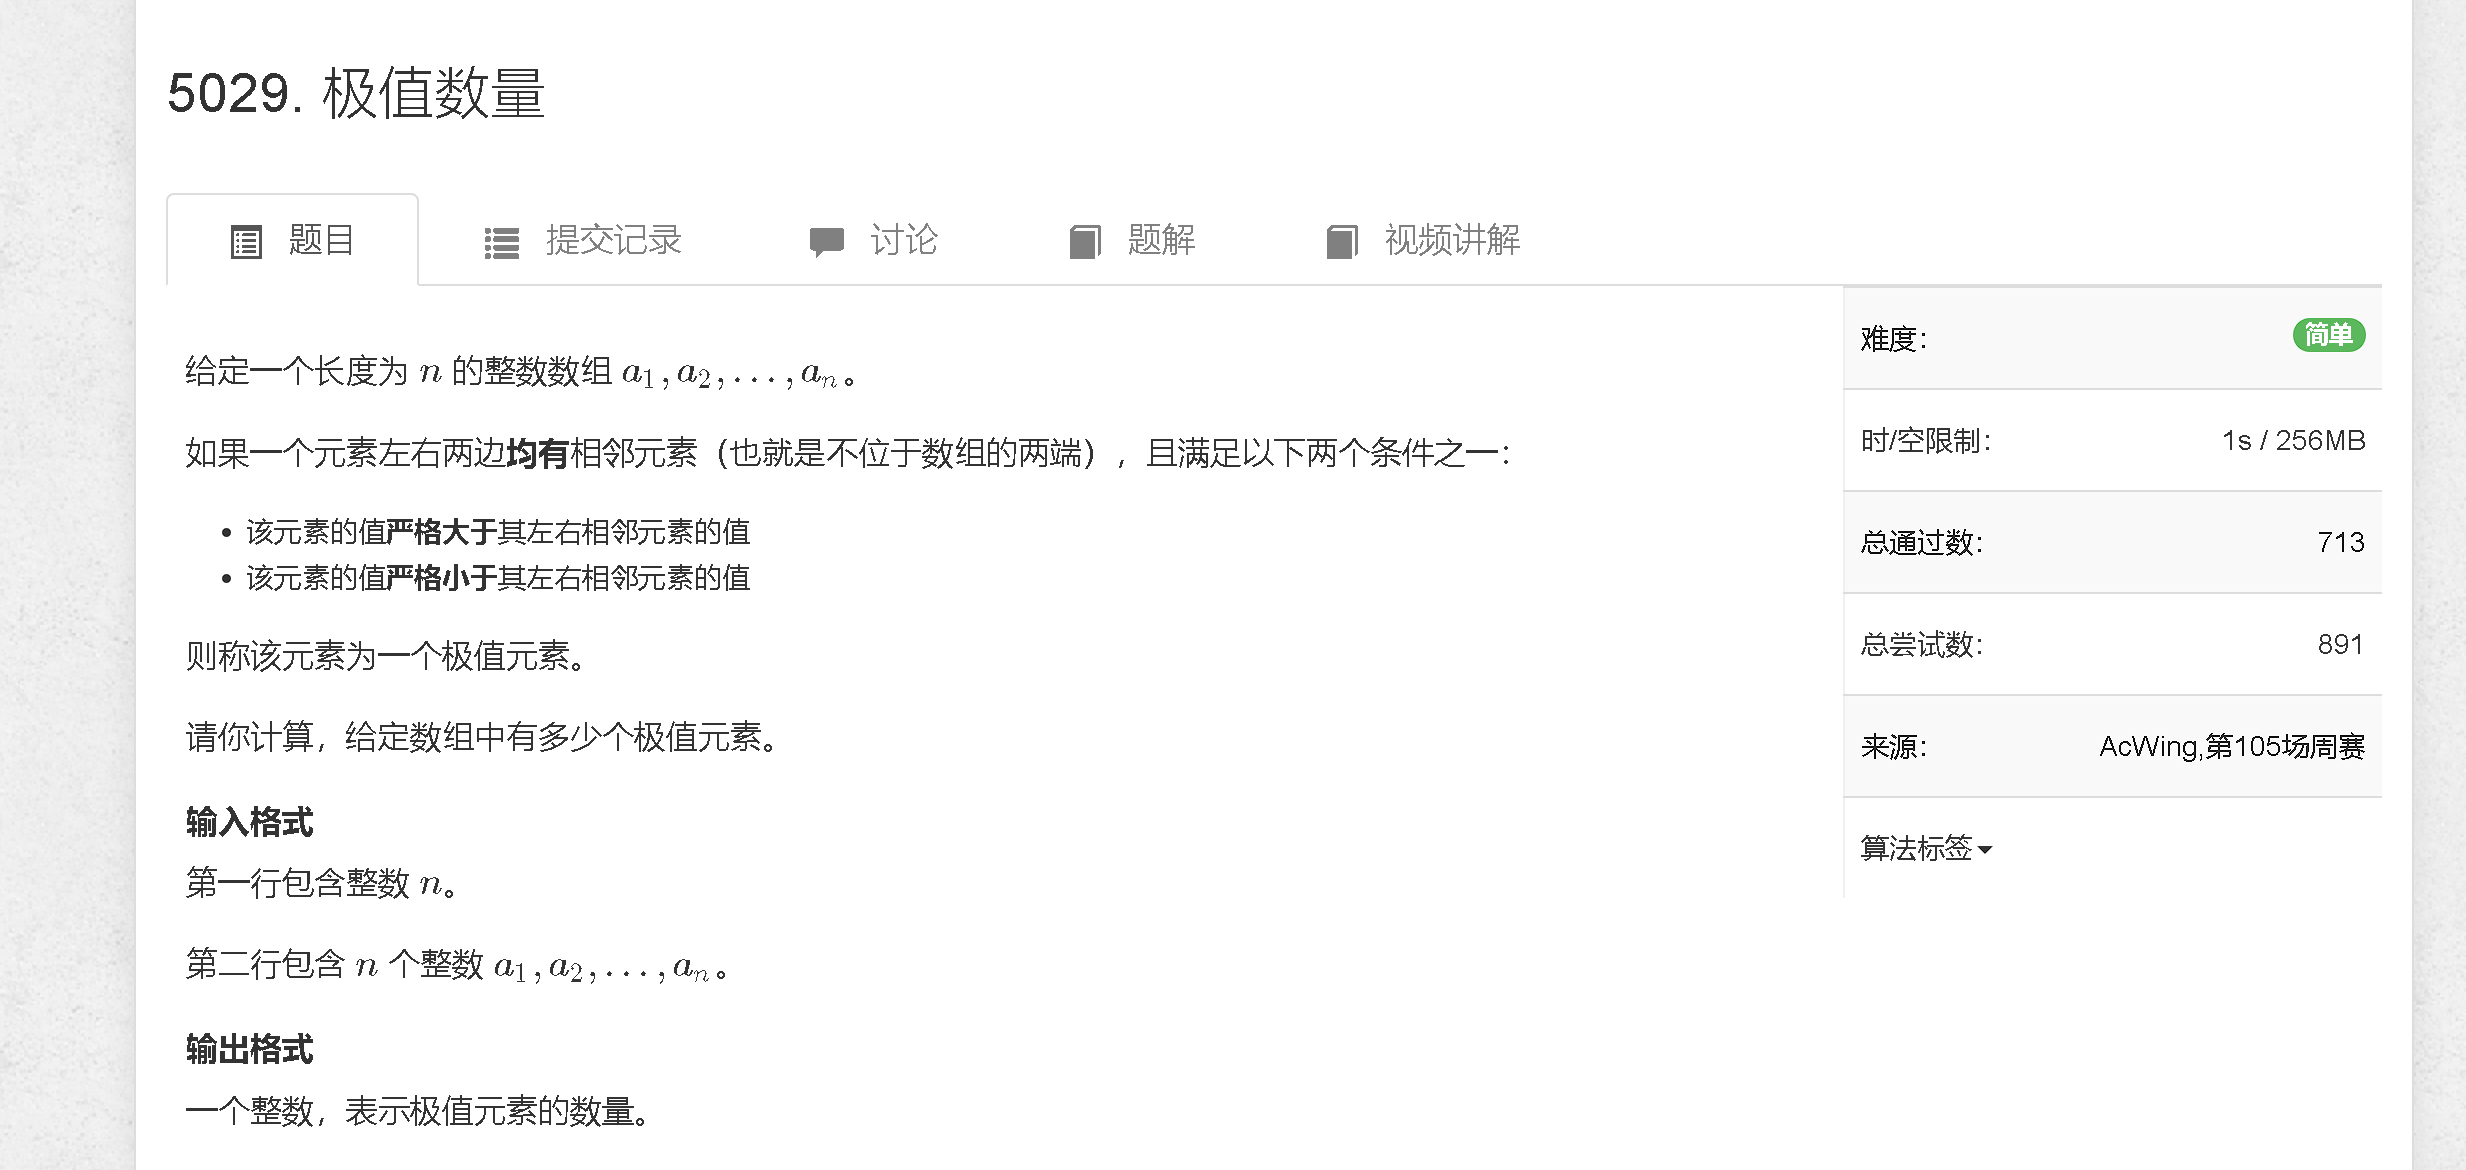 5029. 极值数量
题目 提交记录 讨论 题解 视频讲解
给定一个长度为 n 的整数数组 a₁, a₂, . . . , aₙ。
如果一个元素左右两边均有相邻元素（也就是不位于数组的两端），且满足以下两个条件之一：
• 该元素的值严格大于其左右相邻元素的值
• 该元素的值严格小于其左右相邻元素的值
则称该元素为一个极值元素。
请你计算，给定数组中有多少个极值元素。
输入格式
第一行包含整数 n。
第二行包含 n 个整数 a₁, a₂, . . . , aₙ。
输出格式
一个整数，表示极值元素的数量。
难度： 简单
时/空限制： 1s / 256MB
总通过数： 713
总尝试数： 891
来源： AcWing,第105场周赛
算法标签